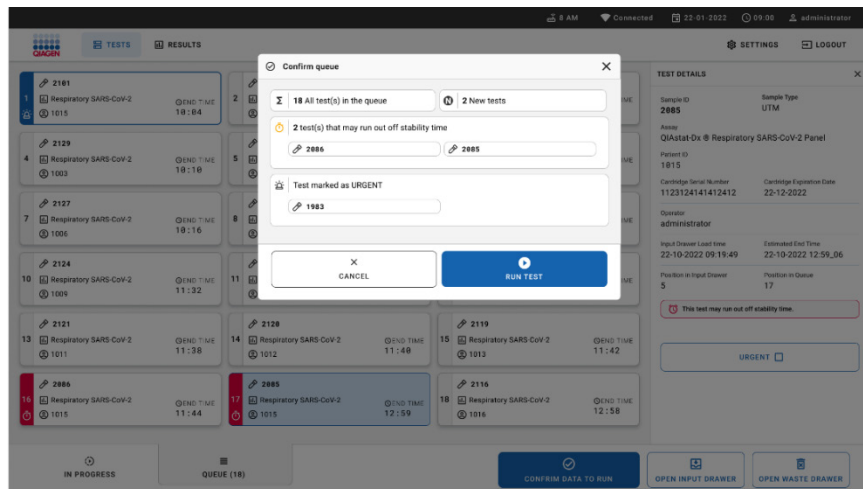 8 AM Connected 22-01-2022 09:00 administrator
QIAGEN TESTS RESULTS SETTINGS LOGOUT
Confirm queue
Σ 18 All test(s) in the queue
N 2 New tests
2 test(s) that may run out off stability time
2086 2085
Test marked as URGENT
1983
CANCEL
RUN TEST
1 2101
Respiratory SARS-CoV-2 END TIME
1015 10:04
2
4 2129
Respiratory SARS-CoV-2 END TIME
1003 10:10
5
7 2127
Respiratory SARS-CoV-2 END TIME
1006 10:16
8
10 2124
Respiratory SARS-CoV-2 END TIME
1009 11:32
11
13 2121
Respiratory SARS-CoV-2 END TIME
1011 11:38
14 2120
Respiratory SARS-CoV-2 END TIME
1012 11:40
15 2119
Respiratory SARS-CoV-2 END TIME
1013 11:42
16 2086
Respiratory SARS-CoV-2 END TIME
1015 11:44
17 2085
Respiratory SARS-CoV-2 END TIME
1015 12:59
18 2116
Respiratory SARS-CoV-2 END TIME
1016 12:58
TEST DETAILS
Sample ID Sample Type
2085 UTM
Assay
QIAstat-Dx ® Respiratory SARS-CoV-2 Panel
Patient ID
1015
Cardridge Serial Number Cardridge Expiration Date
1123124141412412 22-12-2022
Operator
administrator
Input Drawer Load time Estimated End Time
22-10-2022 09:19:49 22-10-2022 12:59_06
Position in Input Drawer Position in Queue
5 17
This test may run out off stability time.
URGENT
IN PROGRESS
QUEUE (18)
CONFRIM DATA TO RUN
OPEN INPUT DRAWER
OPEN WASTE DRAWER